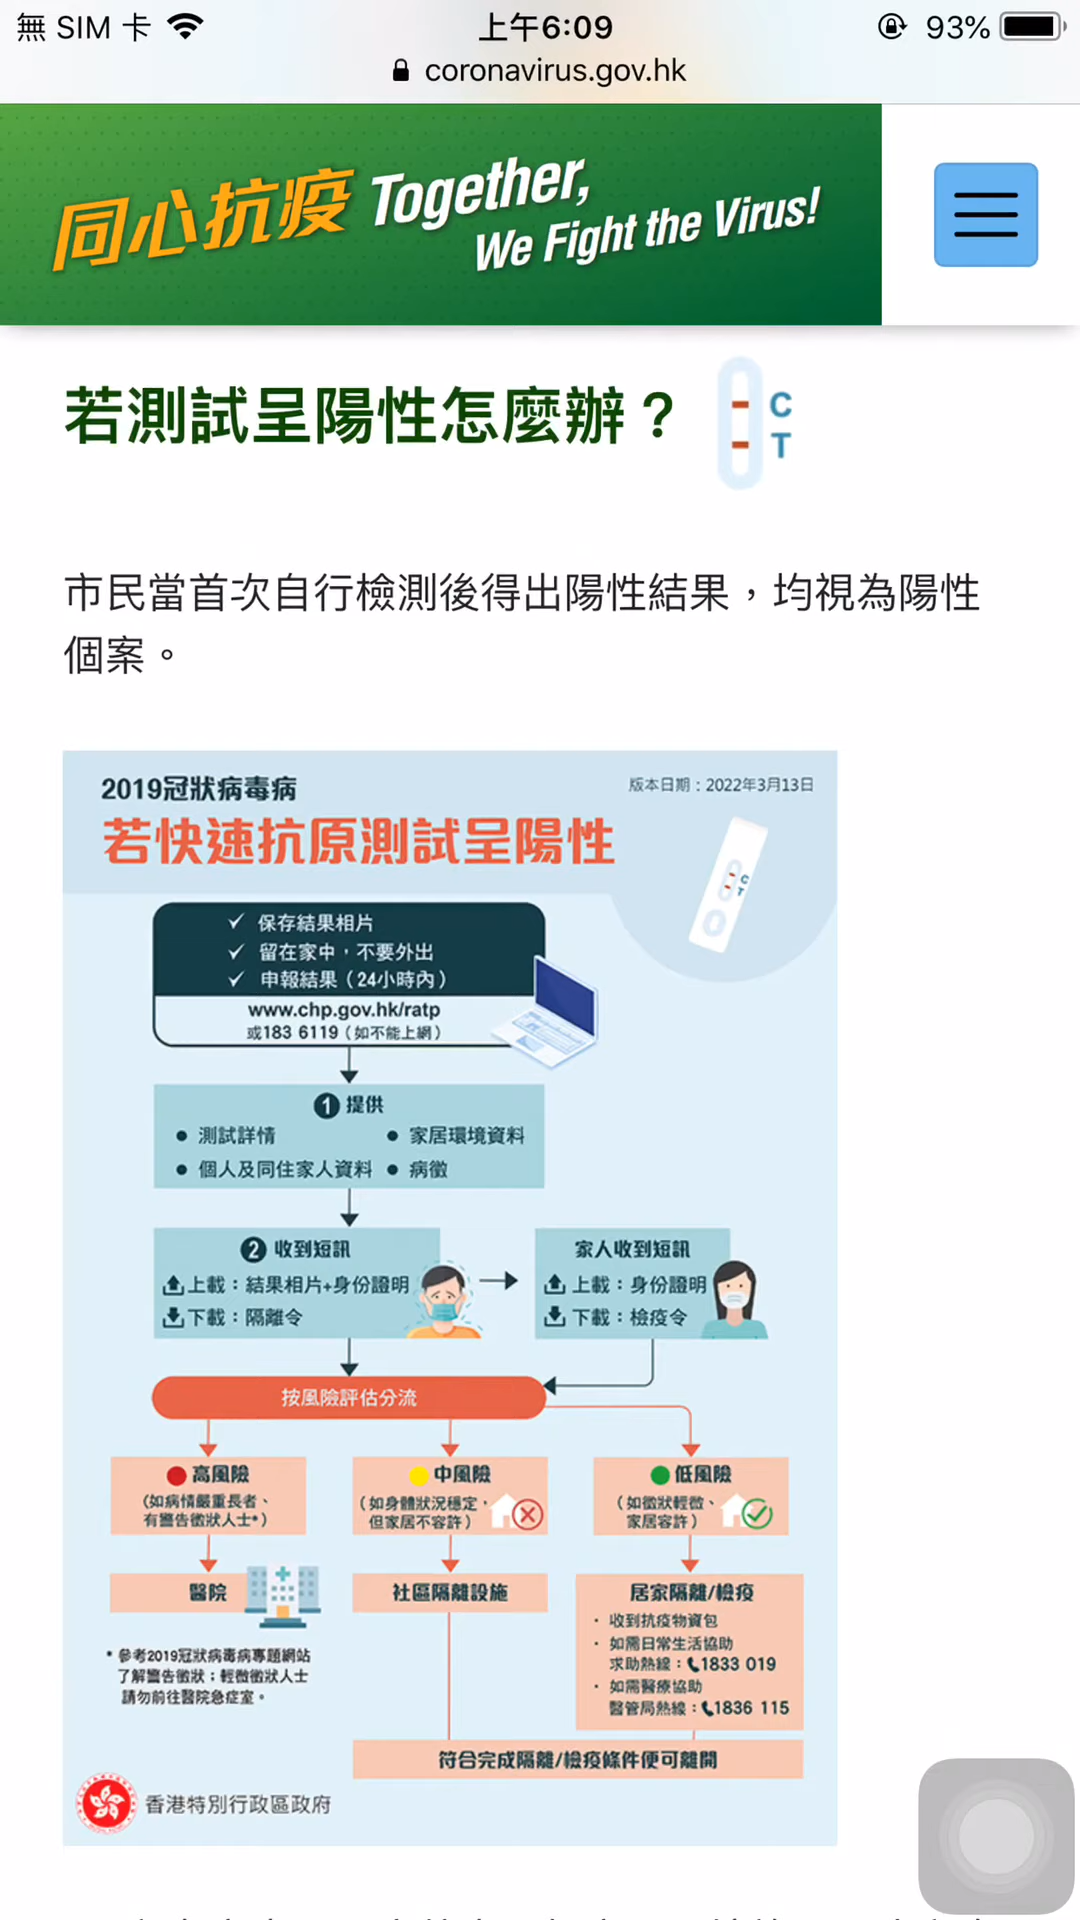 無 SIM 卡
上午6:09
93%
coronavirus.gov.hk
同心抗疫 Together,
We Fight the Virus!
若測試呈陽性怎麼辦？
C
T
市民當首次自行檢測後得出陽性結果，均視為陽性
個案。
2019冠狀病毒病
版本日期：2022年3月13日
若快速抗原測試呈陽性
C
T
✓ 保存結果相片
✓ 留在家中，不要外出
✓ 申報結果（24小時內）
www.chp.gov.hk/ratp
或183 6119（如不能上網）
1 提供
● 測試詳情
● 家居環境資料
● 個人及同住家人資料
● 病徵
2 收到短訊
上載：結果相片+身份證明
下載：隔離令
家人收到短訊
上載：身份證明
下載：檢疫令
按風險評估分流
高風險
（如病情嚴重長者、
有警告徵狀人士*）
醫院
中風險
（如身體狀況穩定，
但家居不容許）
社區隔離設施
低風險
（如徵狀輕微、
家居容許）
居家隔離/檢疫
· 收到抗疫物資包
· 如需日常生活協助
求助熱線：1833 019
· 如需醫療協助
醫管局熱線：1836 115
* 參考2019冠狀病毒病專題網站
了解警告徵狀；輕微徵狀人士
請勿前往醫院急症室。
符合完成隔離/檢疫條件便可離開
香港特別行政區政府